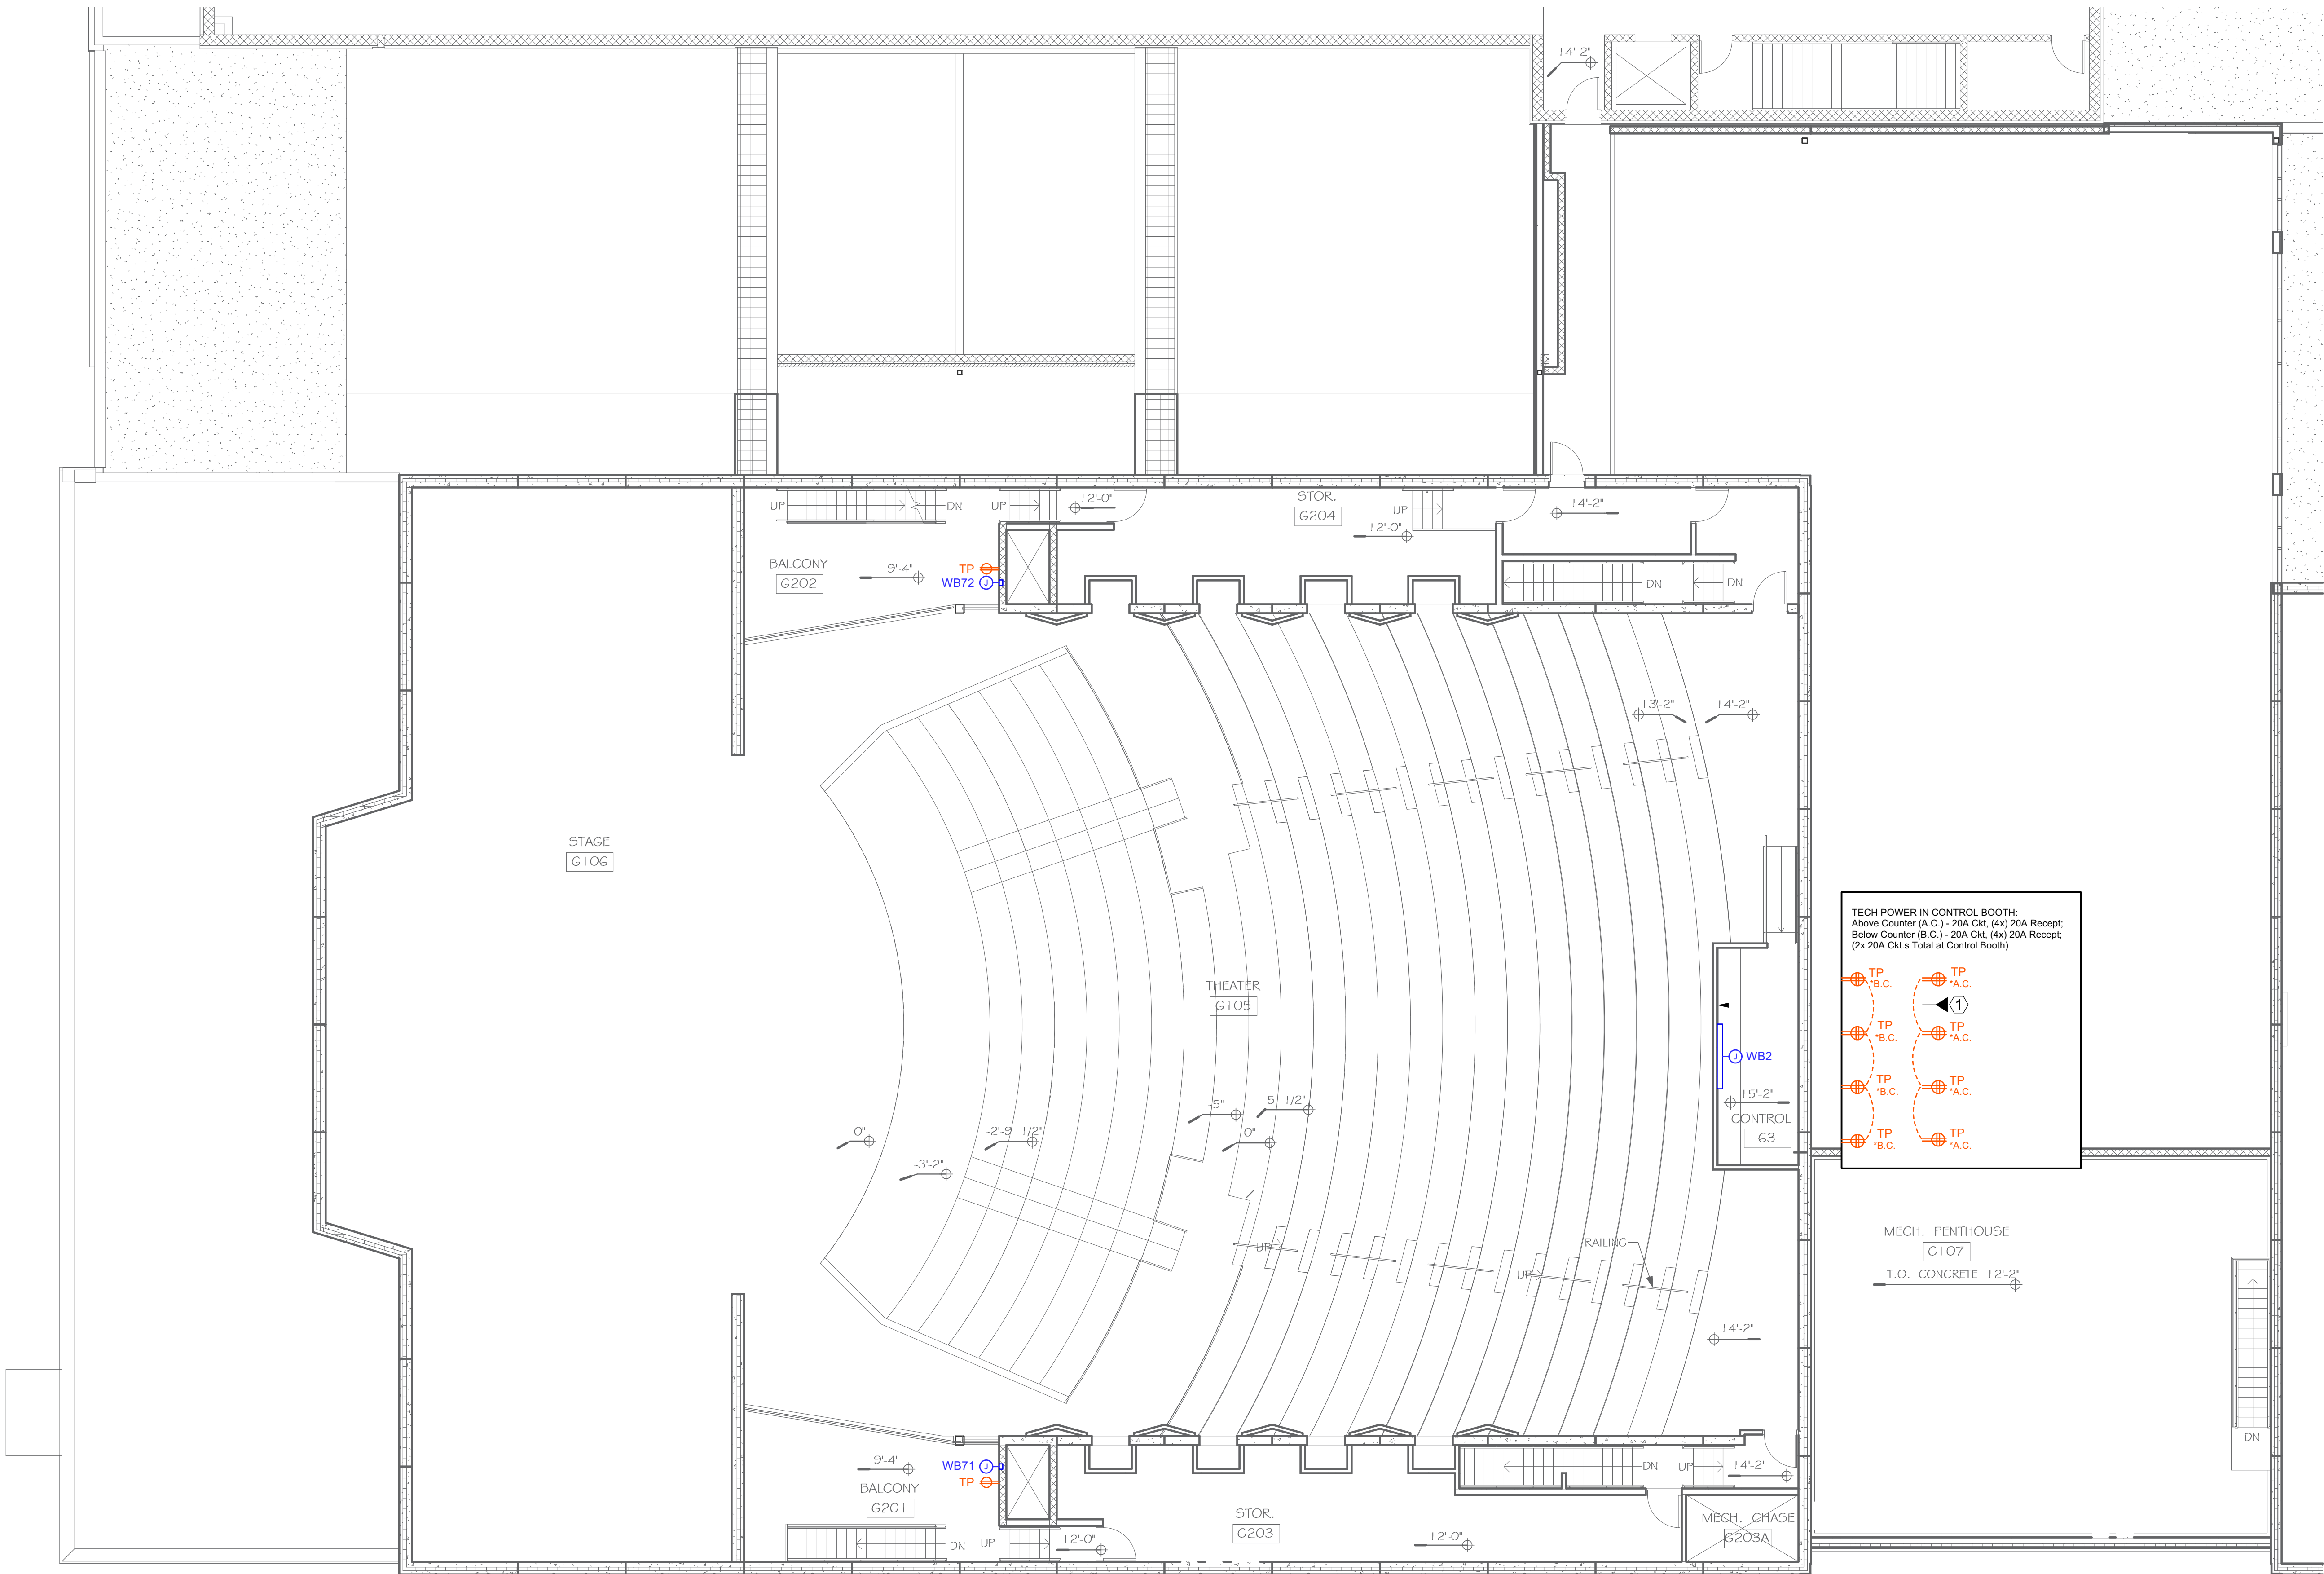 14'-2"
UP
DN
UP
12'-0"
STOR.
G204
UP
14'-2"
12'-0"
BALCONY
G202
9'-4"
TP
WB72
J
DN
DN
13'-2"
14'-2"
STAGE
G106
TECH POWER IN CONTROL BOOTH:
Above Counter (A.C.) - 20A Ckt, (4x) 20A Recept;
Below Counter (B.C.) - 20A Ckt, (4x) 20A Recept;
(2x 20A Ckt.s Total at Control Booth)
TP
*B.C.
TP
*A.C.
1
TP
*B.C.
TP
*A.C.
TP
*B.C.
TP
*A.C.
TP
*B.C.
TP
*A.C.
THEATER
G105
J
WB2
15'-2"
CONTROL
G3
-5"
5 1/2"
0"
0"
-2'-9 1/2"
-3'-2"
UP
UP
RAILING
MECH. PENTHOUSE
G107
T.O. CONCRETE 12'-2"
14'-2"
DN
9'-4"
WB71
J
TP
BALCONY
G201
DN
UP
12'-0"
STOR.
G203
12'-0"
DN
UP
14'-2"
MECH. CHASE
G203A